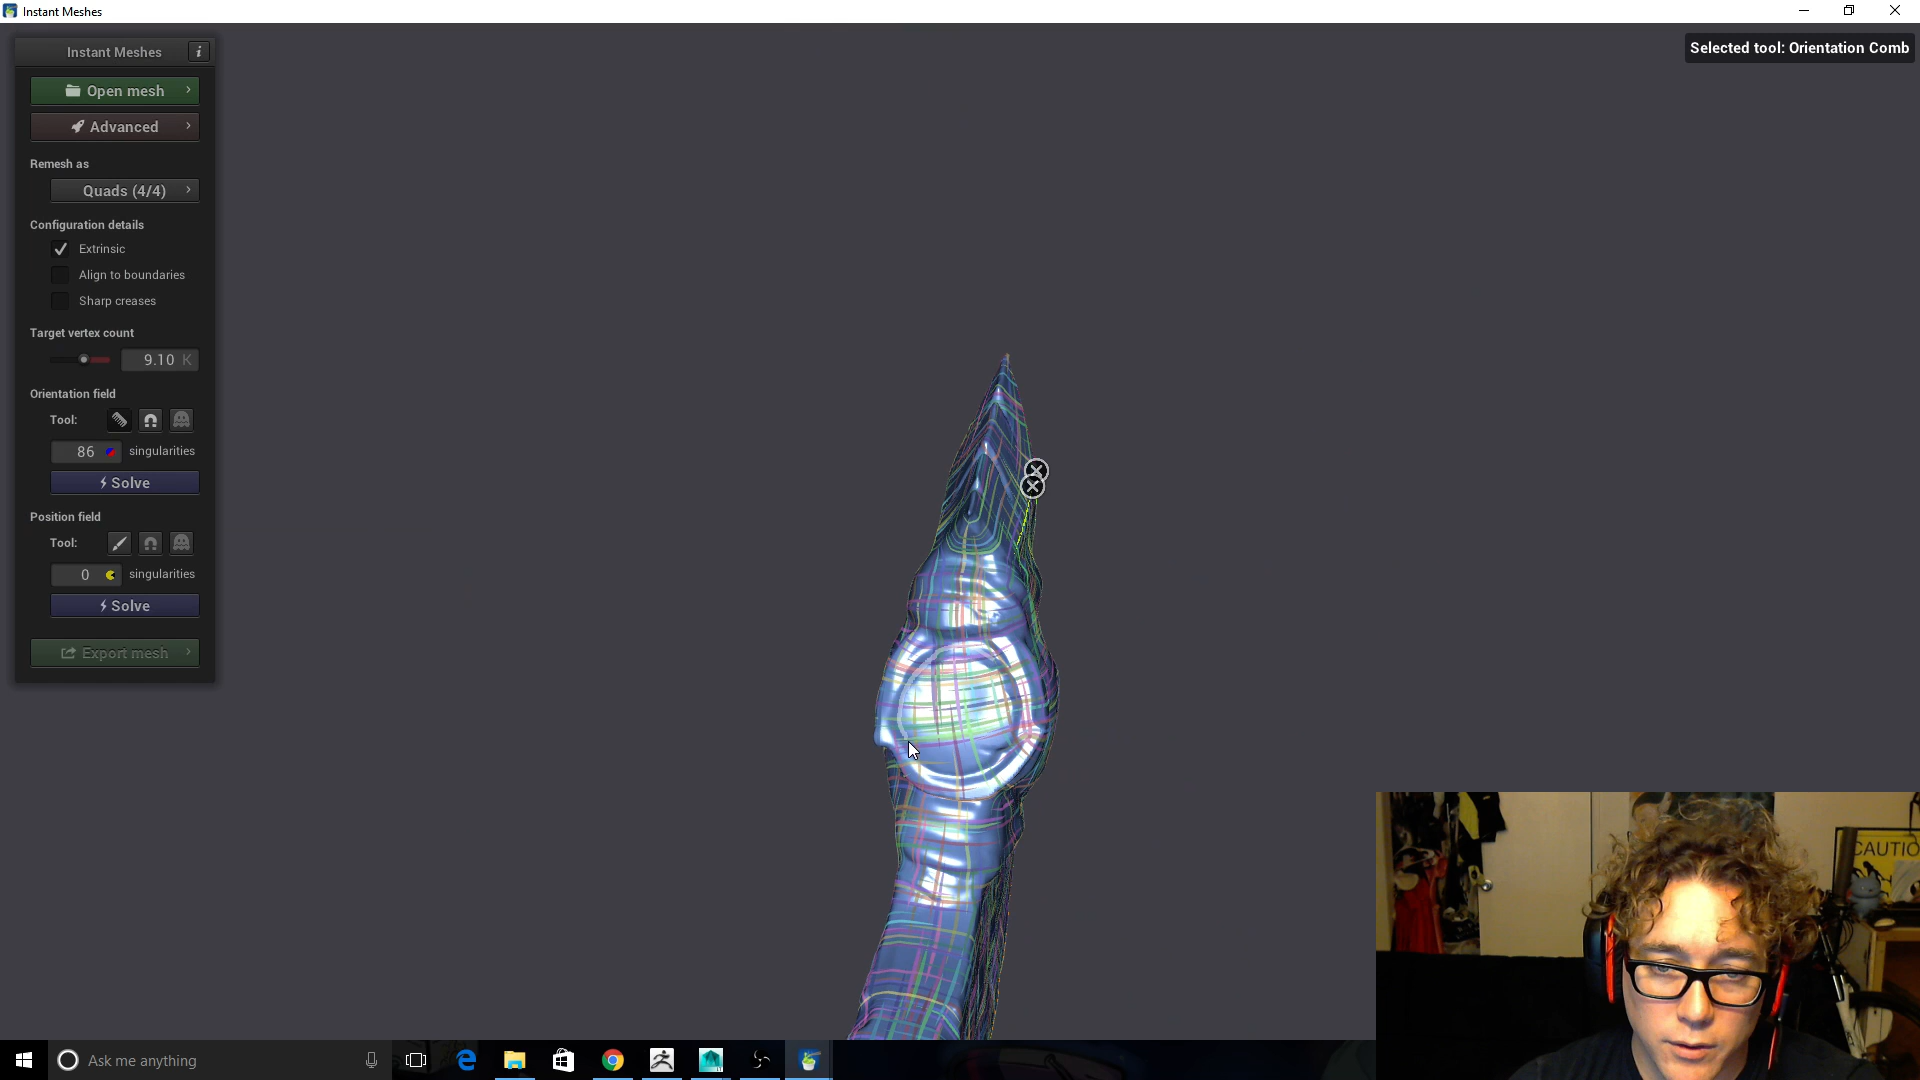 Instant Meshes
Selected tool: Orientation Comb
Instant Meshes
i
Open mesh
Advanced
Remesh as
Quads (4/4)
Configuration details
Extrinsic
Align to boundaries
Sharp creases
Target vertex count
9.10 K
Orientation field
Tool:
86 singularities
Solve
Position field
Tool:
0 singularities
Solve
Export mesh
CAUTIO
Ask me anything